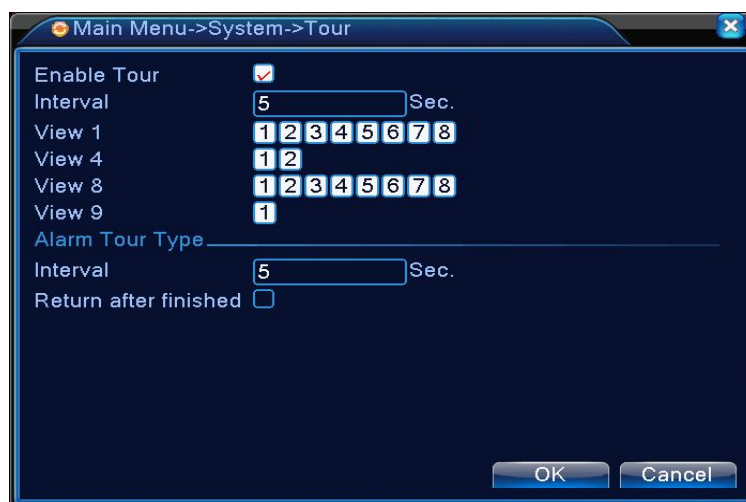 Main Menu->System->Tour
Enable Tour
Interval 5 Sec.
View 1 1 2 3 4 5 6 7 8
View 4 1 2
View 8 1 2 3 4 5 6 7 8
View 9 1
Alarm Tour Type
Interval 5 Sec.
Return after finished
OK Cancel